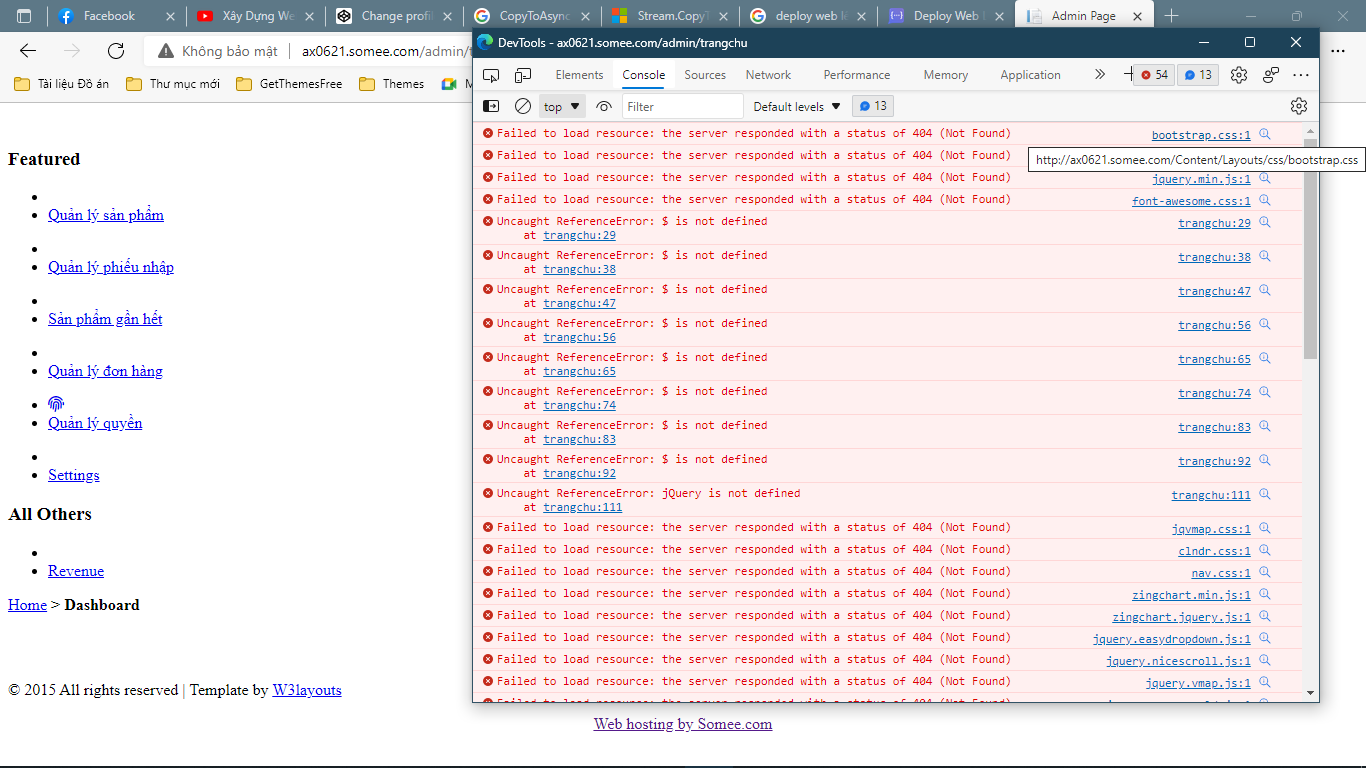 Facebook
Xây Dựng We
Change profil
CopyToAsync
Stream.CopyT
deploy web lê
Deploy Web l
Admin Page
Không bảo mật
ax0621.somee.com/admin/t
Tài liệu Đồ án
Thư mục mới
GetThemesFree
Themes
M
DevTools - ax0621.somee.com/admin/trangchu
Elements
Console
Sources
Network
Performance
Memory
Application
54
13
top
Filter
Default levels
13
Failed to load resource: the server responded with a status of 404 (Not Found) bootstrap.css:1
Failed to load resource: the server responded with a status of 404 (Not Found)
http://ax0621.somee.com/Content/Layouts/css/bootstrap.css
Failed to load resource: the server responded with a status of 404 (Not Found) jquery.min.js:1
Failed to load resource: the server responded with a status of 404 (Not Found) font-awesome.css:1
Uncaught ReferenceError: $ is not defined trangchu:29
at trangchu:29
Uncaught ReferenceError: $ is not defined trangchu:38
at trangchu:38
Uncaught ReferenceError: $ is not defined trangchu:47
at trangchu:47
Uncaught ReferenceError: $ is not defined trangchu:56
at trangchu:56
Uncaught ReferenceError: $ is not defined trangchu:65
at trangchu:65
Uncaught ReferenceError: $ is not defined trangchu:74
at trangchu:74
Uncaught ReferenceError: $ is not defined trangchu:83
at trangchu:83
Uncaught ReferenceError: $ is not defined trangchu:92
at trangchu:92
Uncaught ReferenceError: jQuery is not defined trangchu:111
at trangchu:111
Failed to load resource: the server responded with a status of 404 (Not Found) jqvmap.css:1
Failed to load resource: the server responded with a status of 404 (Not Found) clndr.css:1
Failed to load resource: the server responded with a status of 404 (Not Found) nav.css:1
Failed to load resource: the server responded with a status of 404 (Not Found) zingchart.min.js:1
Failed to load resource: the server responded with a status of 404 (Not Found) zingchart.jquery.js:1
Failed to load resource: the server responded with a status of 404 (Not Found) jquery.easydropdown.js:1
Failed to load resource: the server responded with a status of 404 (Not Found) jquery.nicescroll.js:1
Failed to load resource: the server responded with a status of 404 (Not Found) jquery.vmap.js:1
Featured
Quản lý sản phẩm
Quản lý phiếu nhập
Sản phẩm gần hết
Quản lý đơn hàng
Quản lý quyền
Settings
All Others
Revenue
Home > Dashboard
© 2015 All rights reserved | Template by W3layouts
Web hosting by Somee.com